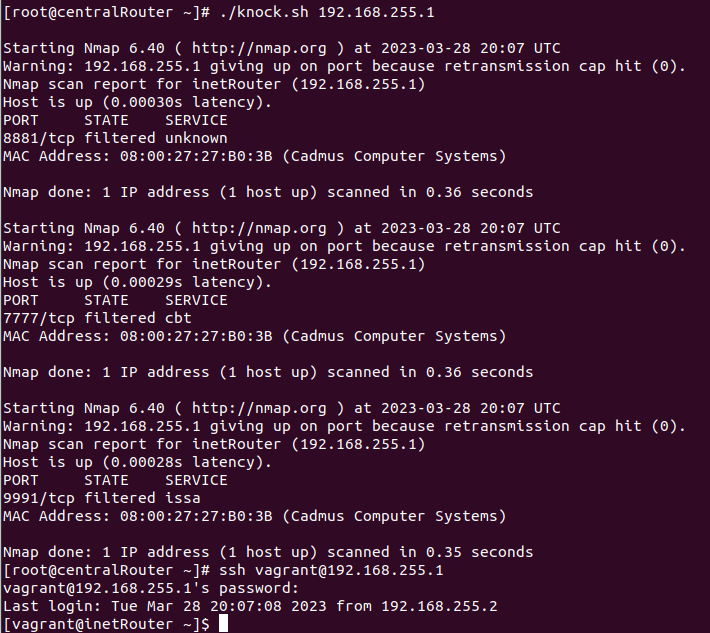 [root@centralRouter ~]# ./knock.sh 192.168.255.1

Starting Nmap 6.40 ( http://nmap.org ) at 2023-03-28 20:07 UTC
Warning: 192.168.255.1 giving up on port because retransmission cap hit (0).
Nmap scan report for inetRouter (192.168.255.1)
Host is up (0.00030s latency).
PORT     STATE    SERVICE
8881/tcp filtered unknown
MAC Address: 08:00:27:27:B0:3B (Cadmus Computer Systems)

Nmap done: 1 IP address (1 host up) scanned in 0.36 seconds

Starting Nmap 6.40 ( http://nmap.org ) at 2023-03-28 20:07 UTC
Warning: 192.168.255.1 giving up on port because retransmission cap hit (0).
Nmap scan report for inetRouter (192.168.255.1)
Host is up (0.00029s latency).
PORT     STATE    SERVICE
7777/tcp filtered cbt
MAC Address: 08:00:27:27:B0:3B (Cadmus Computer Systems)

Nmap done: 1 IP address (1 host up) scanned in 0.36 seconds

Starting Nmap 6.40 ( http://nmap.org ) at 2023-03-28 20:07 UTC
Warning: 192.168.255.1 giving up on port because retransmission cap hit (0).
Nmap scan report for inetRouter (192.168.255.1)
Host is up (0.00028s latency).
PORT     STATE    SERVICE
9991/tcp filtered issa
MAC Address: 08:00:27:27:B0:3B (Cadmus Computer Systems)

Nmap done: 1 IP address (1 host up) scanned in 0.35 seconds
[root@centralRouter ~]# ssh vagrant@192.168.255.1
vagrant@192.168.255.1's password:
Last login: Tue Mar 28 20:07:08 2023 from 192.168.255.2
[vagrant@inetRouter ~]$